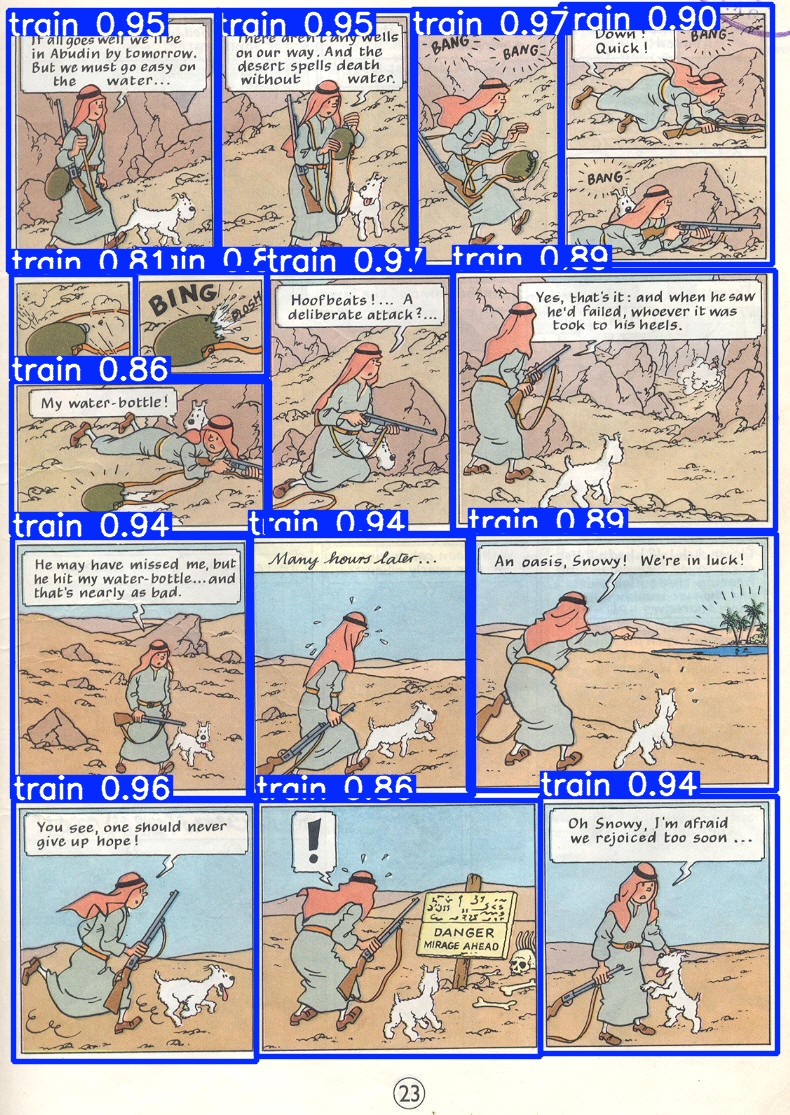 train 0.95
If all goes well we'll be
in Abudin by tomorrow.
But we must go easy on
the water...
train 0.95
There aren't any wells
on our way. And the
desert spells death
without water.
train 0.97
BANG
BANG
train 0.90
Down!
Quick!
BANG
BANG
train 0.81
BING
PLOSH
train 0.86
My water-bottle!
train 0.97
Hoofbeats!... A
deliberate attack?...
train 0.89
Yes, that's it: and when he saw
he'd failed, whoever it was
took to his heels.
train 0.94
He may have missed me, but
he hit my water-bottle...and
that's nearly as bad.
train 0.94
Many hours later...
train 0.89
An oasis, Snowy! We're in luck!
train 0.96
You see, one should never
give up hope!
train 0.86
!
DANGER
MIRAGE AHEAD
train 0.94
Oh Snowy, I'm afraid
we rejoiced too soon ...
23